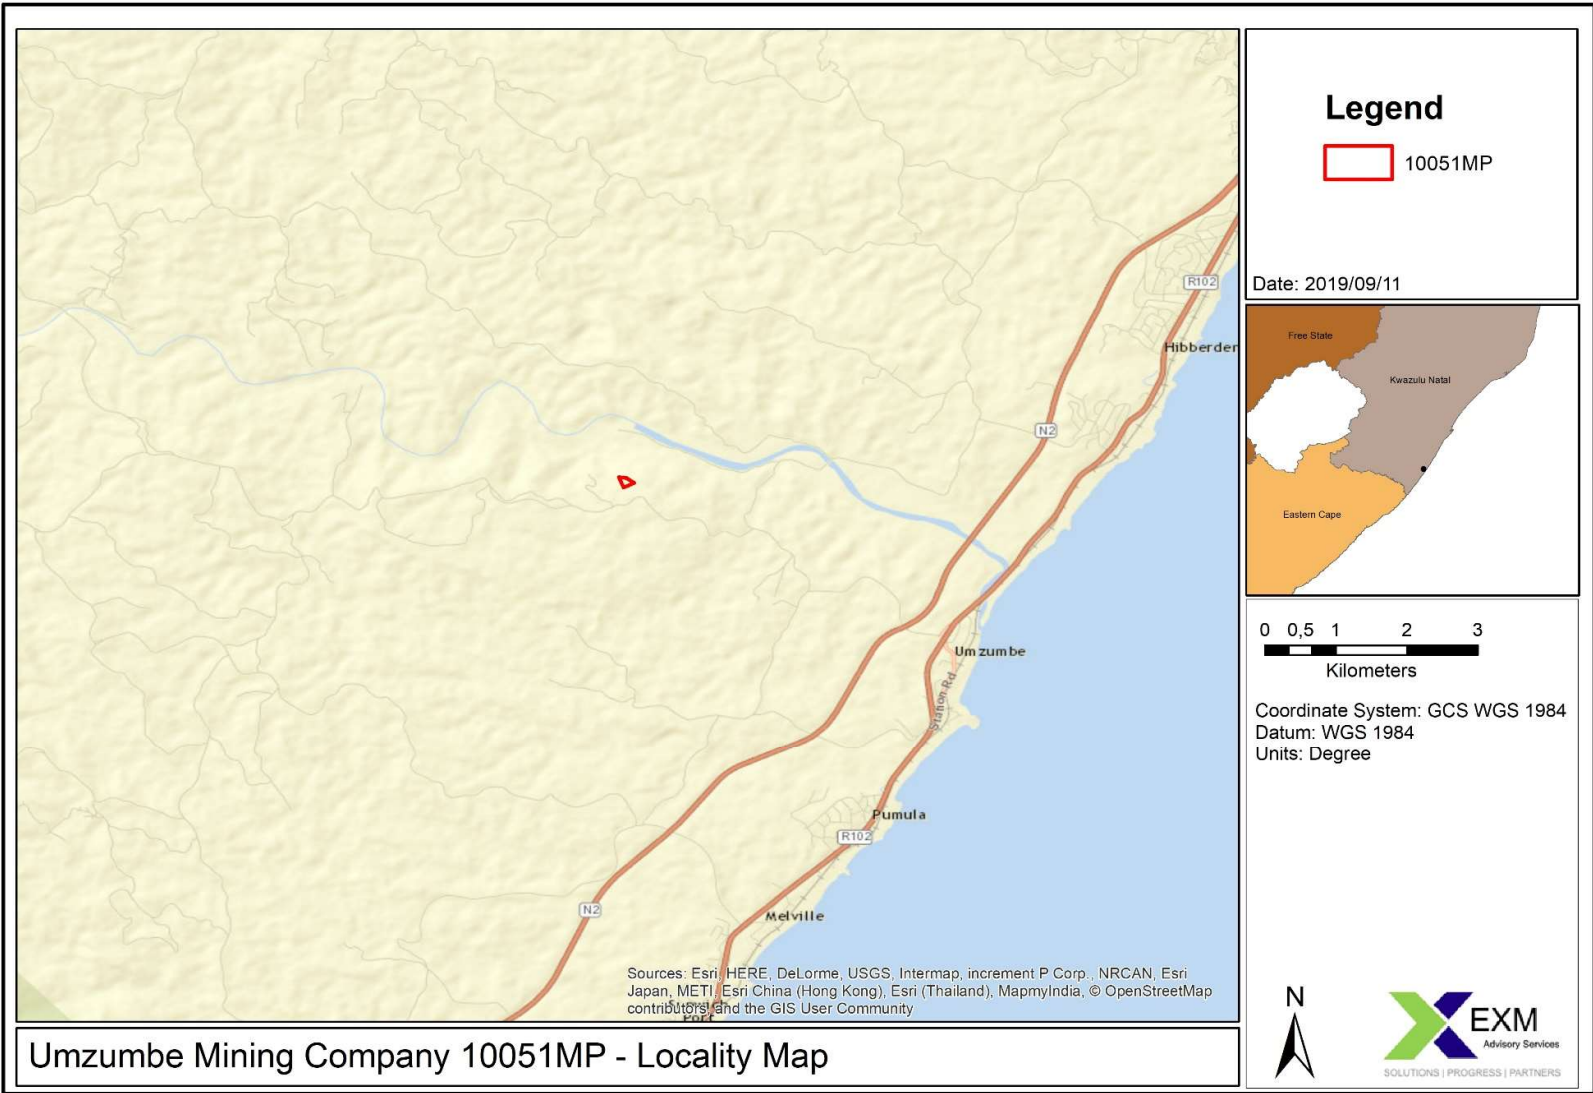 Legend
10051MP
Date: 2019/09/11
R102
Hibberden
N2
Umzumbe
Station Rd
Pumula
R102
Melville
N2
Port
Sources: Esri, HERE, DeLorme, USGS, Intermap, increment P Corp., NRCAN, Esri
Japan, METI, Esri China (Hong Kong), Esri (Thailand), MapmyIndia, © OpenStreetMap
contributors, and the GIS User Community
Free State
Kwazulu Natal
Eastern Cape
0 0,5 1 2 3
Kilometers
Coordinate System: GCS WGS 1984
Datum: WGS 1984
Units: Degree
N
EXM
Advisory Services
SOLUTIONS | PROGRESS | PARTNERS
Umzumbe Mining Company 10051MP - Locality Map